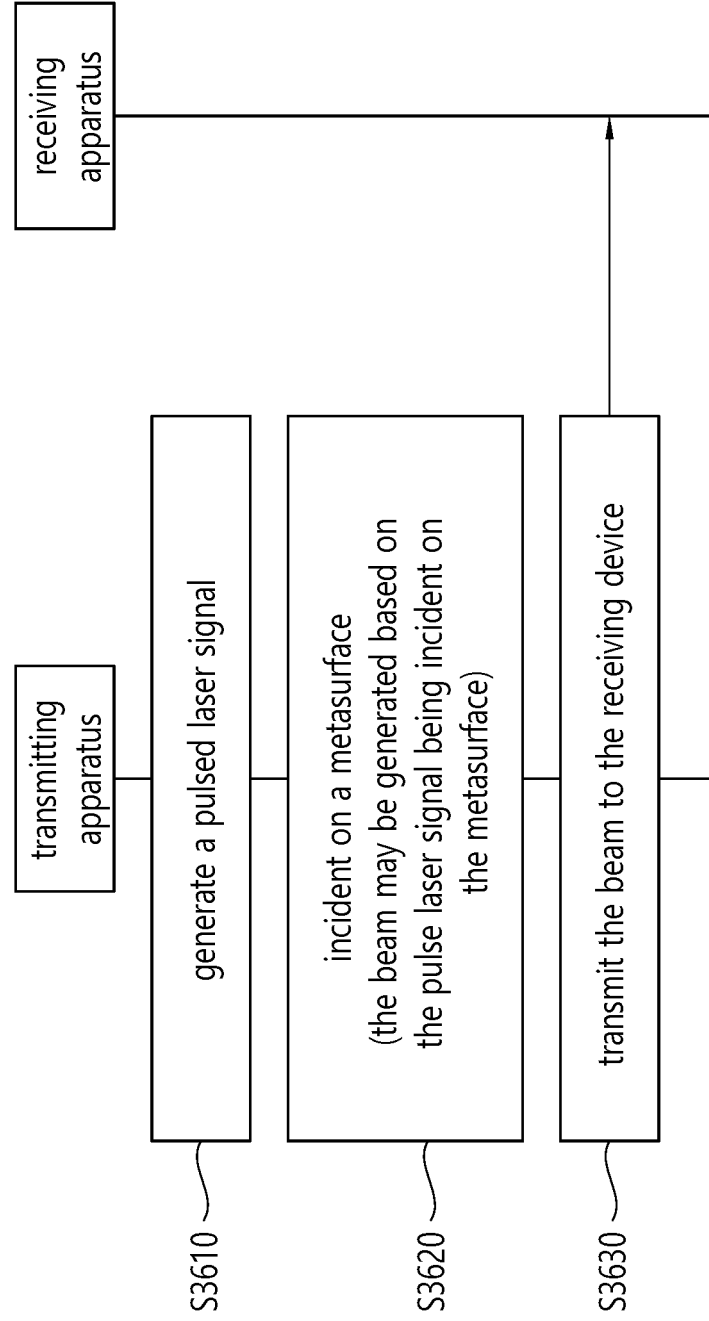 transmitting
apparatus
receiving
apparatus
S3610
generate a pulsed laser signal
S3620
incident on a metasurface
(the beam may be generated based on
the pulse laser signal being incident on
the metasurface)
S3630
transmit the beam to the receiving device